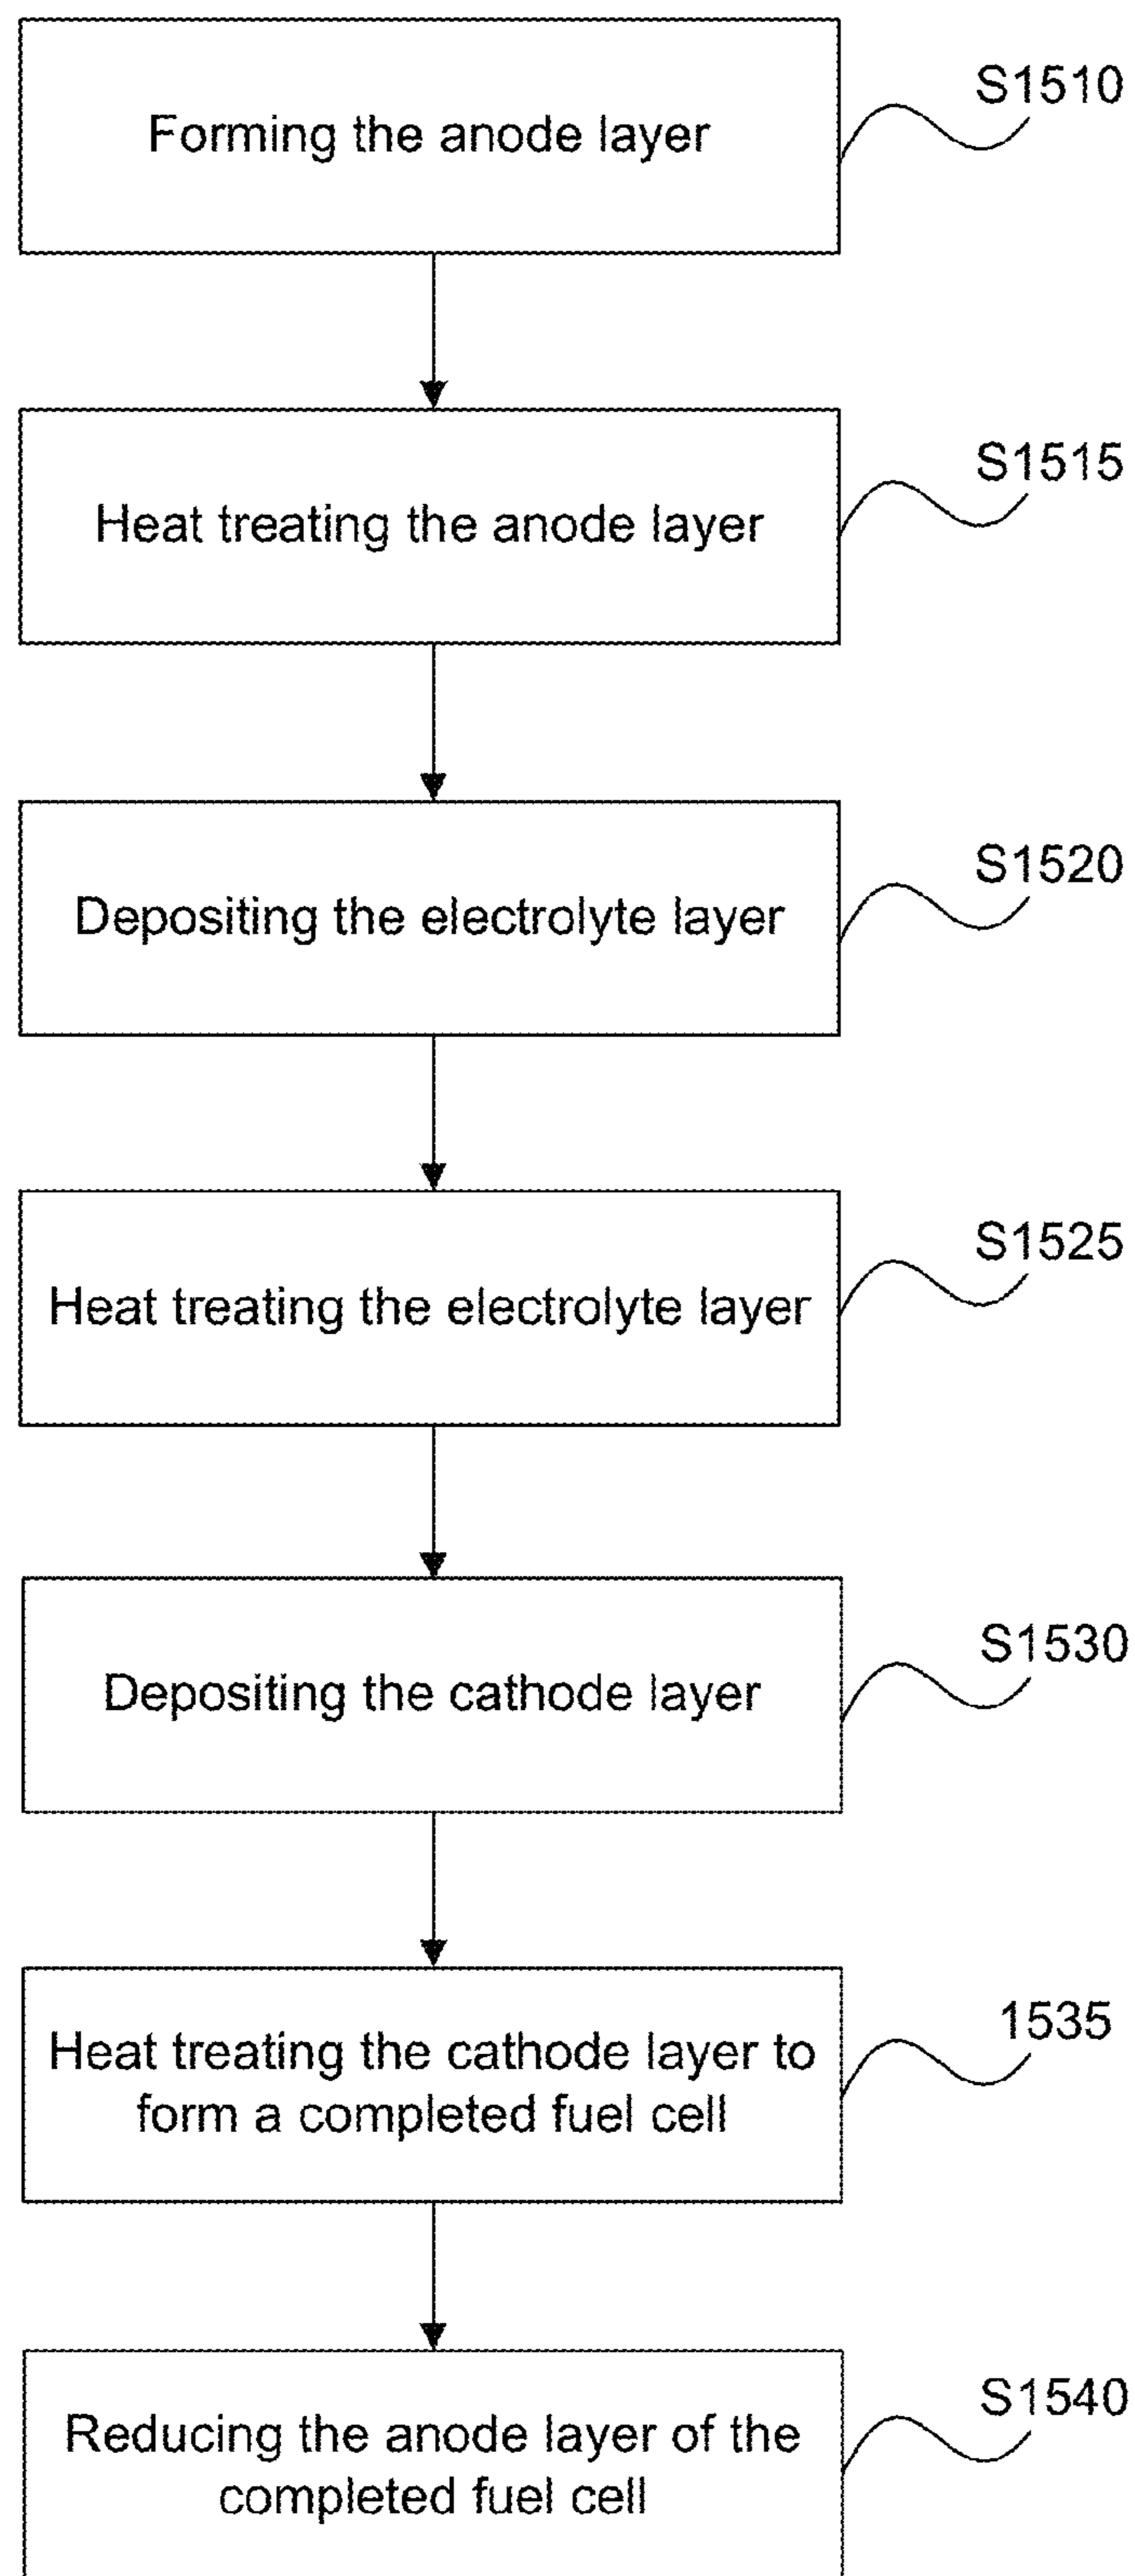 Forming the anode layer
S1510
Heat treating the anode layer
S1515
Depositing the electrolyte layer
S1520
Heat treating the electrolyte layer
S1525
Depositing the cathode layer
S1530
Heat treating the cathode layer to
form a completed fuel cell
1535
Reducing the anode layer of the
completed fuel cell
S1540